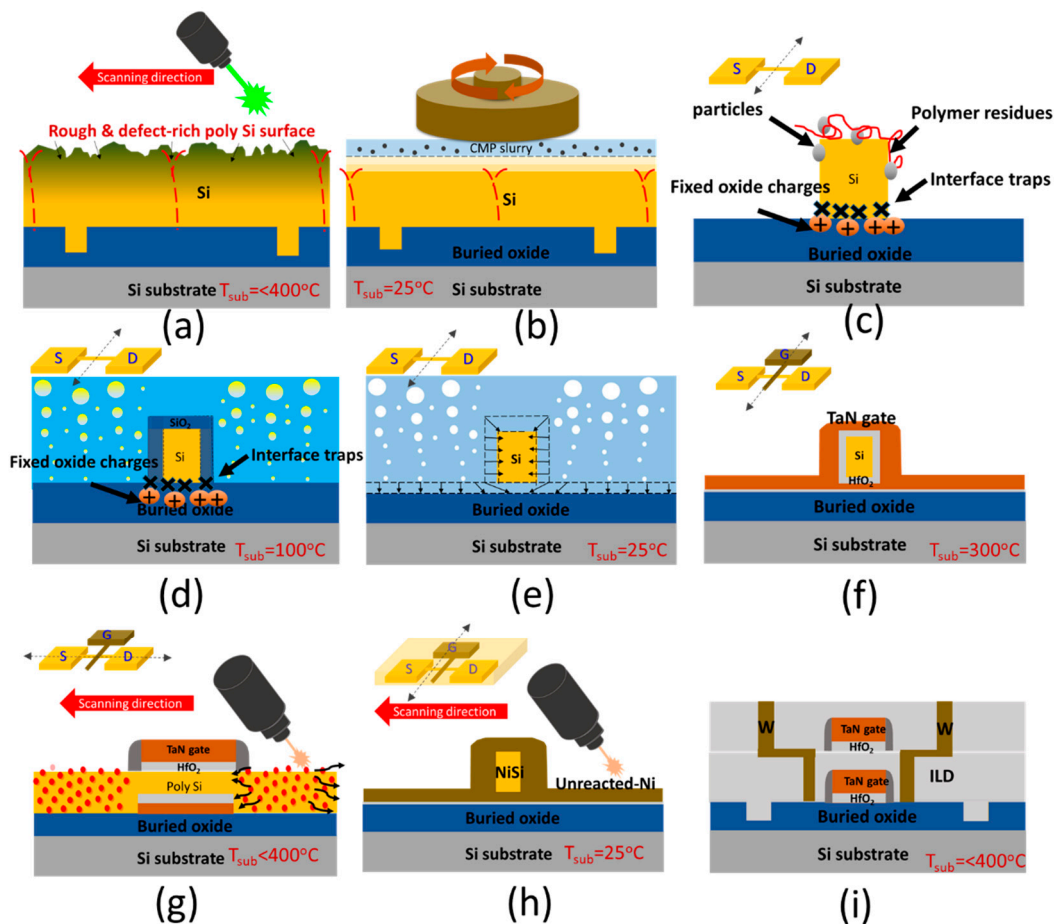 Scanning direction
Rough & defect-rich poly Si surface
Si
Buried oxide
Si substrate Tsub=<400°C
(a)
CMP slurry
Si
Buried oxide
Tsub=25°C Si substrate
(b)
S D
particles
Polymer residues
Si
Fixed oxide charges
Interface traps
+ + + +
Buried oxide
Si substrate
(c)
S D
SiO2
Si
Fixed oxide charges
Interface traps
+ + + +
Buried oxide
Si substrate Tsub=100°C
(d)
S D
Si
Buried oxide
Si substrate Tsub=25°C
(e)
G
S D
TaN gate
Si
HfO2
Buried oxide
Si substrate Tsub=300°C
(f)
G
S D
Scanning direction
TaN gate
HfO2
Poly Si
Buried oxide
Si substrate Tsub<400°C
(g)
G
S D
Scanning direction
NiSi
Unreacted-Ni
Buried oxide
Si substrate Tsub=25°C
(h)
W W
TaN gate
HfO2
ILD
TaN gate
HfO2
Buried oxide
Si substrate Tsub=<400°C
(i)